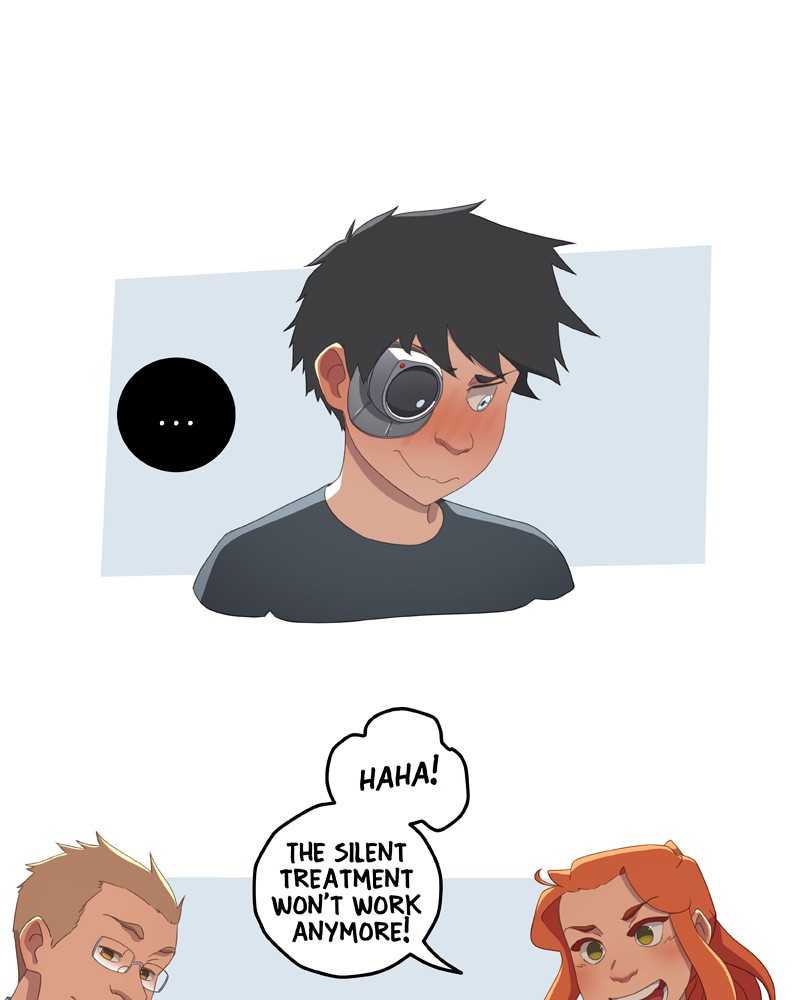 ...
HAHA!
THE SILENT
TREATMENT
WON'T WORK
ANYMORE!